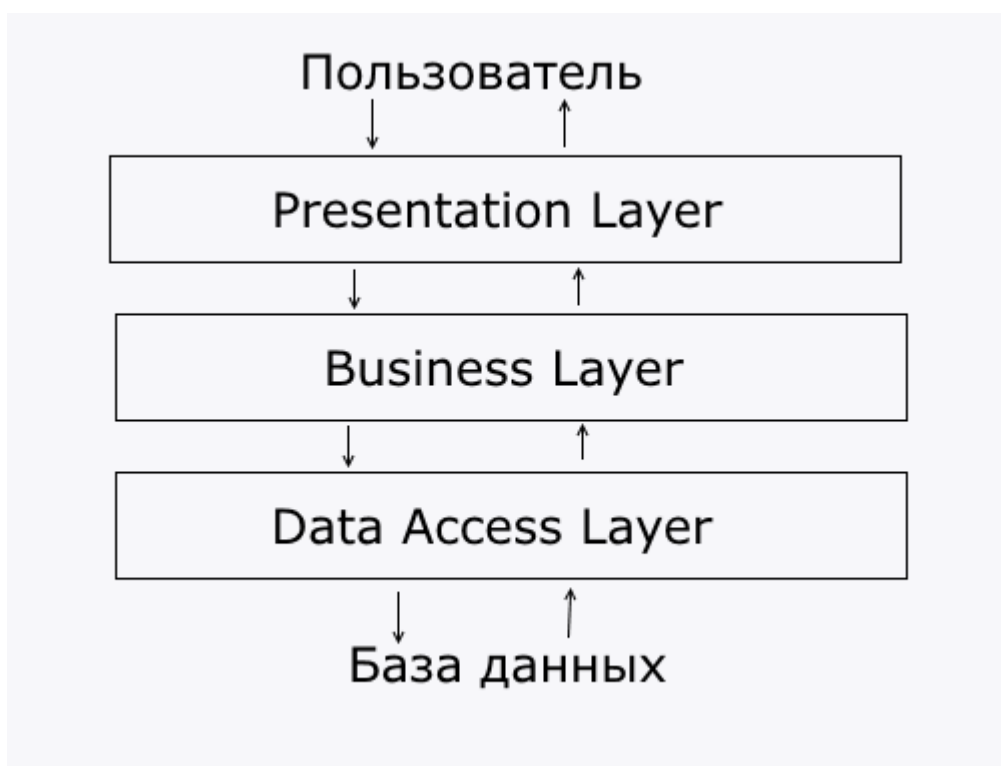 Пользователь
Presentation Layer
Business Layer
Data Access Layer
База данных